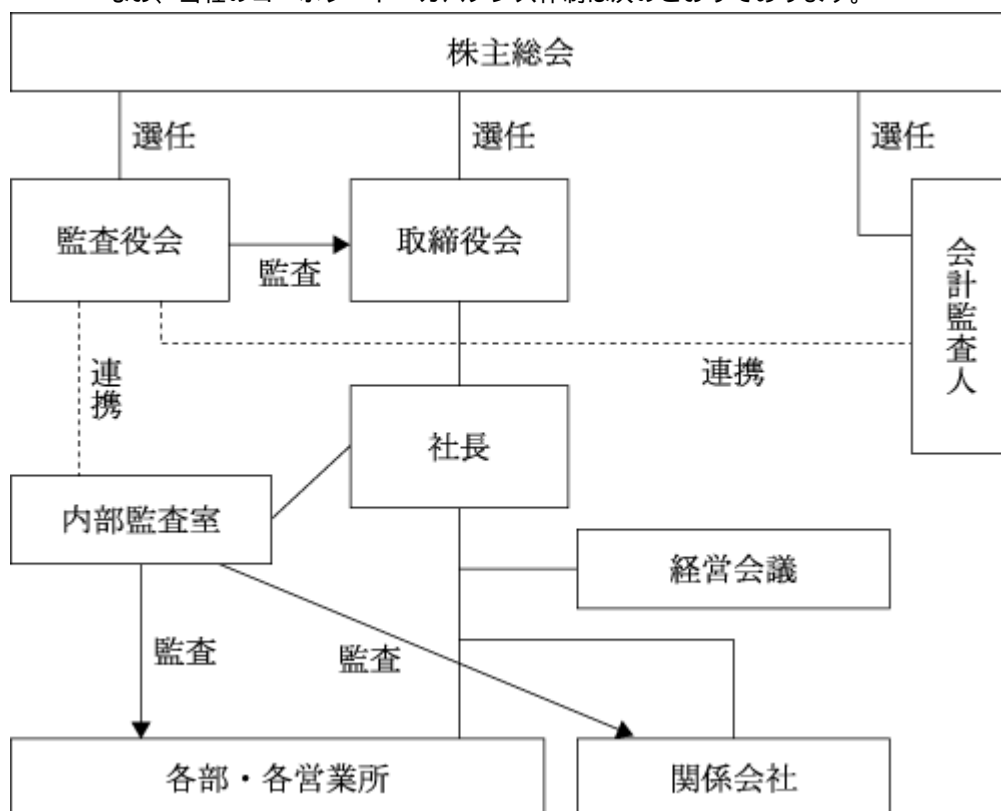 なお、当社のコーポレート・ガバナンス体制は次のとおりであります。
株主総会
選任
選任
選任
監査役会
監査
取締役会
会計監査人
連携
連携
社長
内部監査室
経営会議
監査
監査
各部・各営業所
関係会社